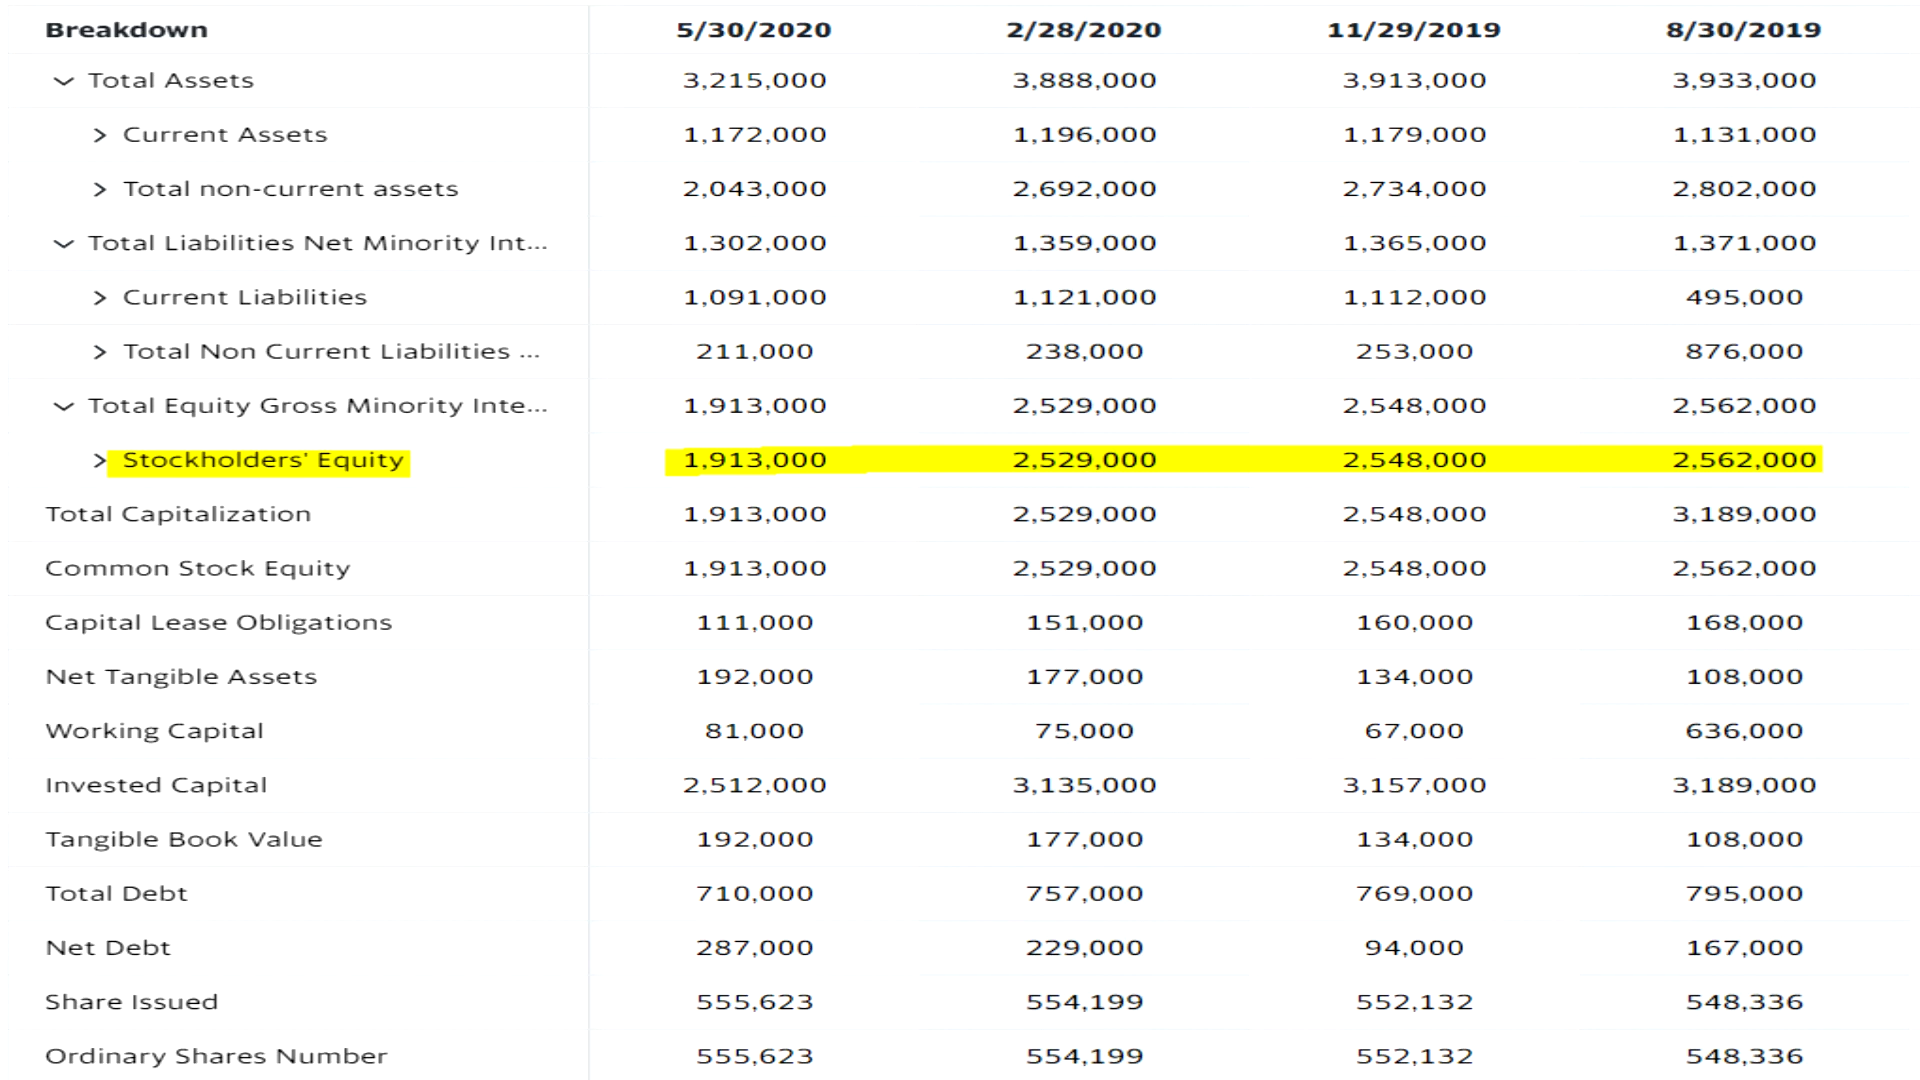 Breakdown 5/30/2020 2/28/2020 11/29/2019 8/30/2019
Total Assets 3,215,000 3,888,000 3,913,000 3,933,000
Current Assets 1,172,000 1,196,000 1,179,000 1,131,000
Total non-current assets 2,043,000 2,692,000 2,734,000 2,802,000
Total Liabilities Net Minority Int... 1,302,000 1,359,000 1,365,000 1,371,000
Current Liabilities 1,091,000 1,121,000 1,112,000 495,000
Total Non Current Liabilities ... 211,000 238,000 253,000 876,000
Total Equity Gross Minority Inte... 1,913,000 2,529,000 2,548,000 2,562,000
Stockholders' Equity 1,913,000 2,529,000 2,548,000 2,562,000
Total Capitalization 1,913,000 2,529,000 2,548,000 3,189,000
Common Stock Equity 1,913,000 2,529,000 2,548,000 2,562,000
Capital Lease Obligations 111,000 151,000 160,000 168,000
Net Tangible Assets 192,000 177,000 134,000 108,000
Working Capital 81,000 75,000 67,000 636,000
Invested Capital 2,512,000 3,135,000 3,157,000 3,189,000
Tangible Book Value 192,000 177,000 134,000 108,000
Total Debt 710,000 757,000 769,000 795,000
Net Debt 287,000 229,000 94,000 167,000
Share Issued 555,623 554,199 552,132 548,336
Ordinary Shares Number 555,623 554,199 552,132 548,336